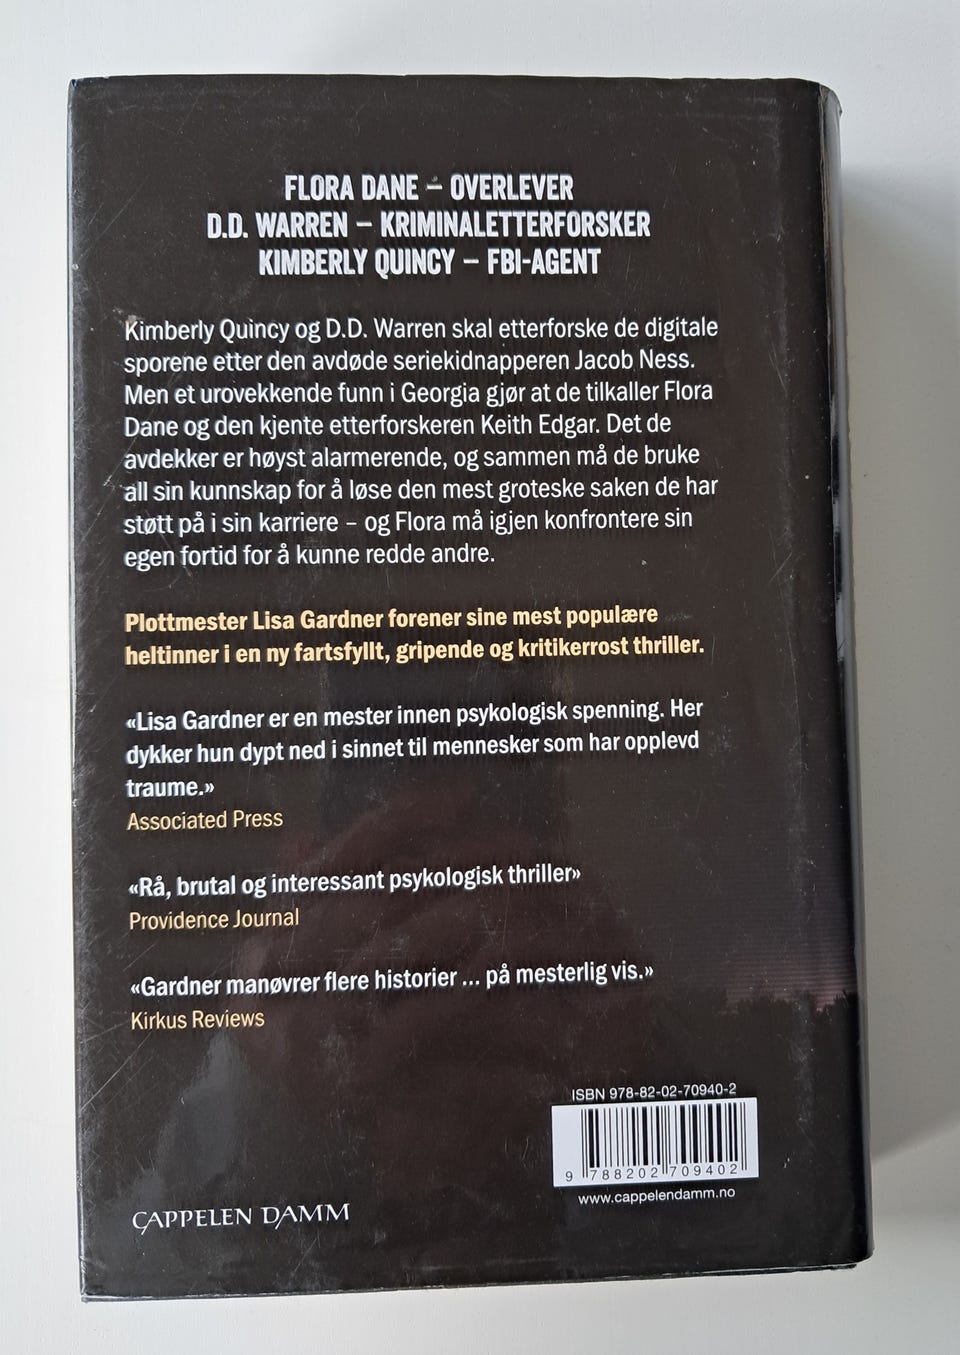 FLORA DANE – OVERLEVER
D.D. WARREN – KRIMINALETTERFORSKER
KIMBERLY QUINCY – FBI-AGENT
Kimberly Quincy og D.D. Warren skal etterforske de digitale
sporene etter den avdøde seriekidnapperen Jacob Ness.
Men et urovekkende funn i Georgia gjør at de tilkaller Flora
Dane og den kjente etterforskeren Keith Edgar. Det de
avdekker er høyst alarmerende, og sammen må de bruke
all sin kunnskap for å løse den mest groteske saken de har
støtt på i sin karriere – og Flora må igjen konfrontere sin
egen fortid for å kunne redde andre.
Plottmester Lisa Gardner forener sine mest populære
heltinner i en ny fartsfyllt, gripende og kritikerrost thriller.
«Lisa Gardner er en mester innen psykologisk spenning. Her
dykker hun dypt ned i sinnet til mennesker som har opplevd
traume.»
Associated Press
«Rå, brutal og interessant psykologisk thriller»
Providence Journal
«Gardner manøvrer flere historier ... på mesterlig vis.»
Kirkus Reviews
ISBN 978-82-02-70940-2
9 788202 709402
www.cappelendamm.no
CAPPELEN DAMM